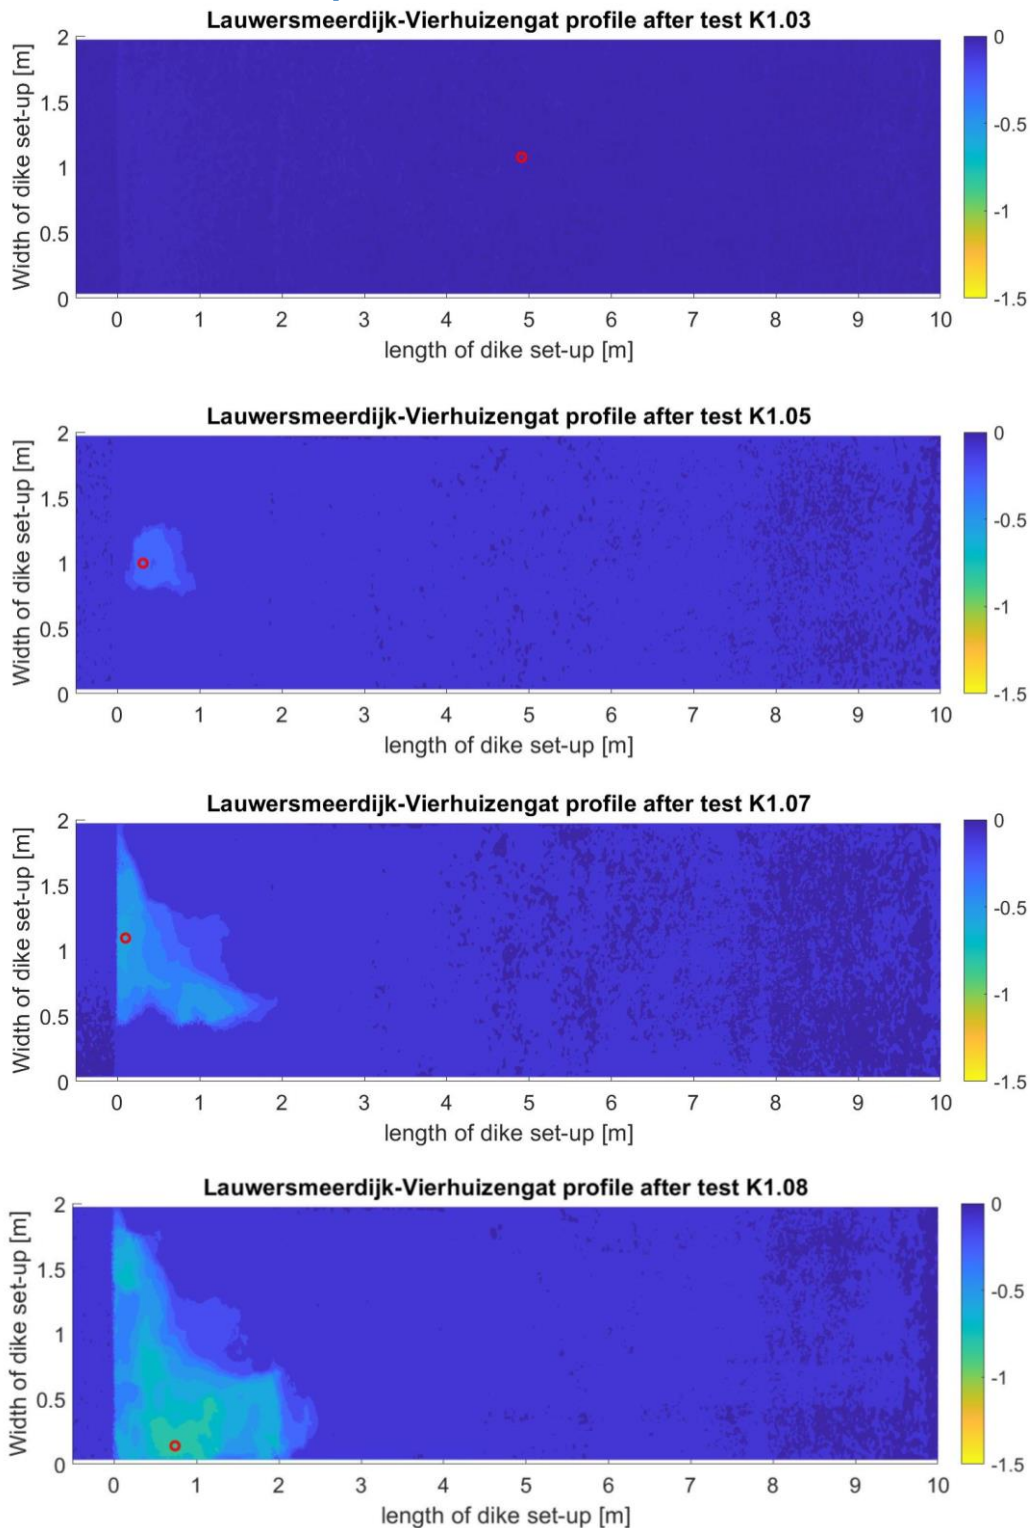 Lauwersmeerdijk-Vierhuizengat profile after test K1.03
Width of dike set-up [m]
2
1.5
1
0.5
0
0 1 2 3 4 5 6 7 8 9 10
length of dike set-up [m]
0
-0.5
-1
-1.5
Lauwersmeerdijk-Vierhuizengat profile after test K1.05
Width of dike set-up [m]
2
1.5
1
0.5
0
0 1 2 3 4 5 6 7 8 9 10
length of dike set-up [m]
0
-0.5
-1
-1.5
Lauwersmeerdijk-Vierhuizengat profile after test K1.07
Width of dike set-up [m]
2
1.5
1
0.5
0
0 1 2 3 4 5 6 7 8 9 10
length of dike set-up [m]
0
-0.5
-1
-1.5
Lauwersmeerdijk-Vierhuizengat profile after test K1.08
Width of dike set-up [m]
2
1.5
1
0.5
0
0 1 2 3 4 5 6 7 8 9 10
length of dike set-up [m]
0
-0.5
-1
-1.5